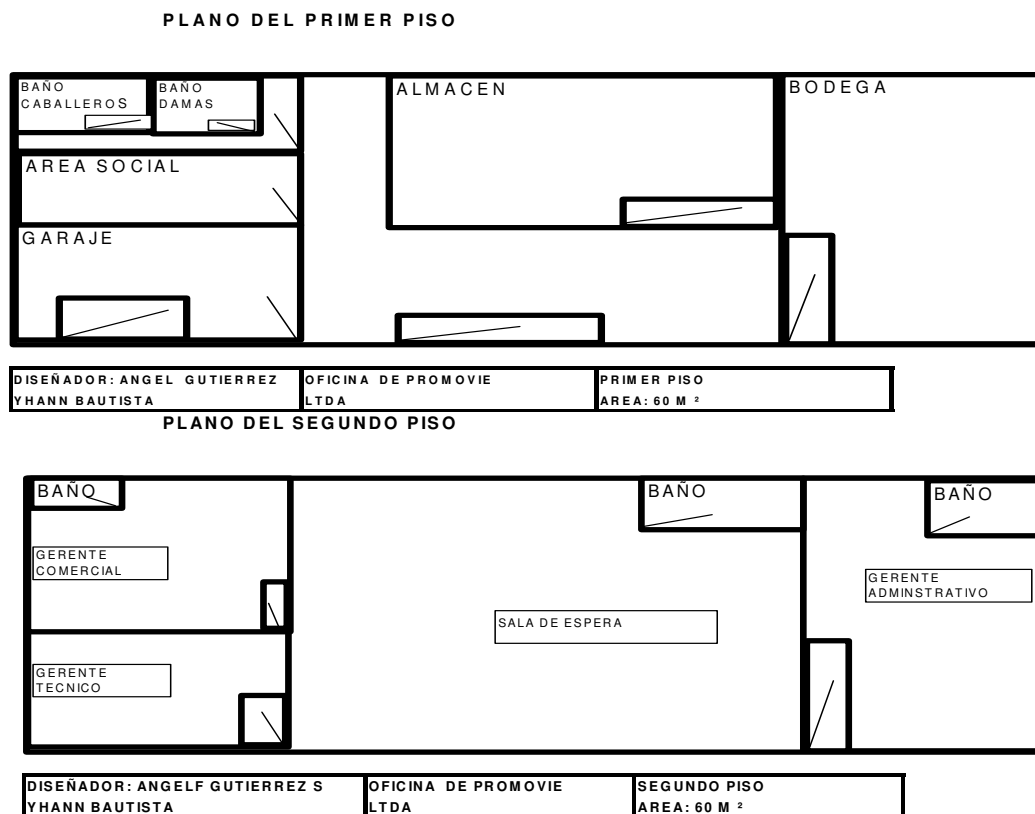 PLANO DEL PRIMER PISO
BAÑO
CABALLEROS
BAÑO
DAMAS
ALMACEN
BODEGA
AREA SOCIAL
GARAJE
DISEÑADOR: ANGEL GUTIERREZ
YHANN BAUTISTA
OFICINA DE PROMOVIE
LTDA
PRIMER PISO
AREA: 60 M ²
PLANO DEL SEGUNDO PISO
BAÑO
BAÑO
BAÑO
GERENTE
COMERCIAL
GERENTE
ADMINSTRATIVO
SALA DE ESPERA
GERENTE
TECNICO
DISEÑADOR: ANGELF GUTIERREZ S
YHANN BAUTISTA
OFICINA DE PROMOVIE
LTDA
SEGUNDO PISO
AREA: 60 M ²